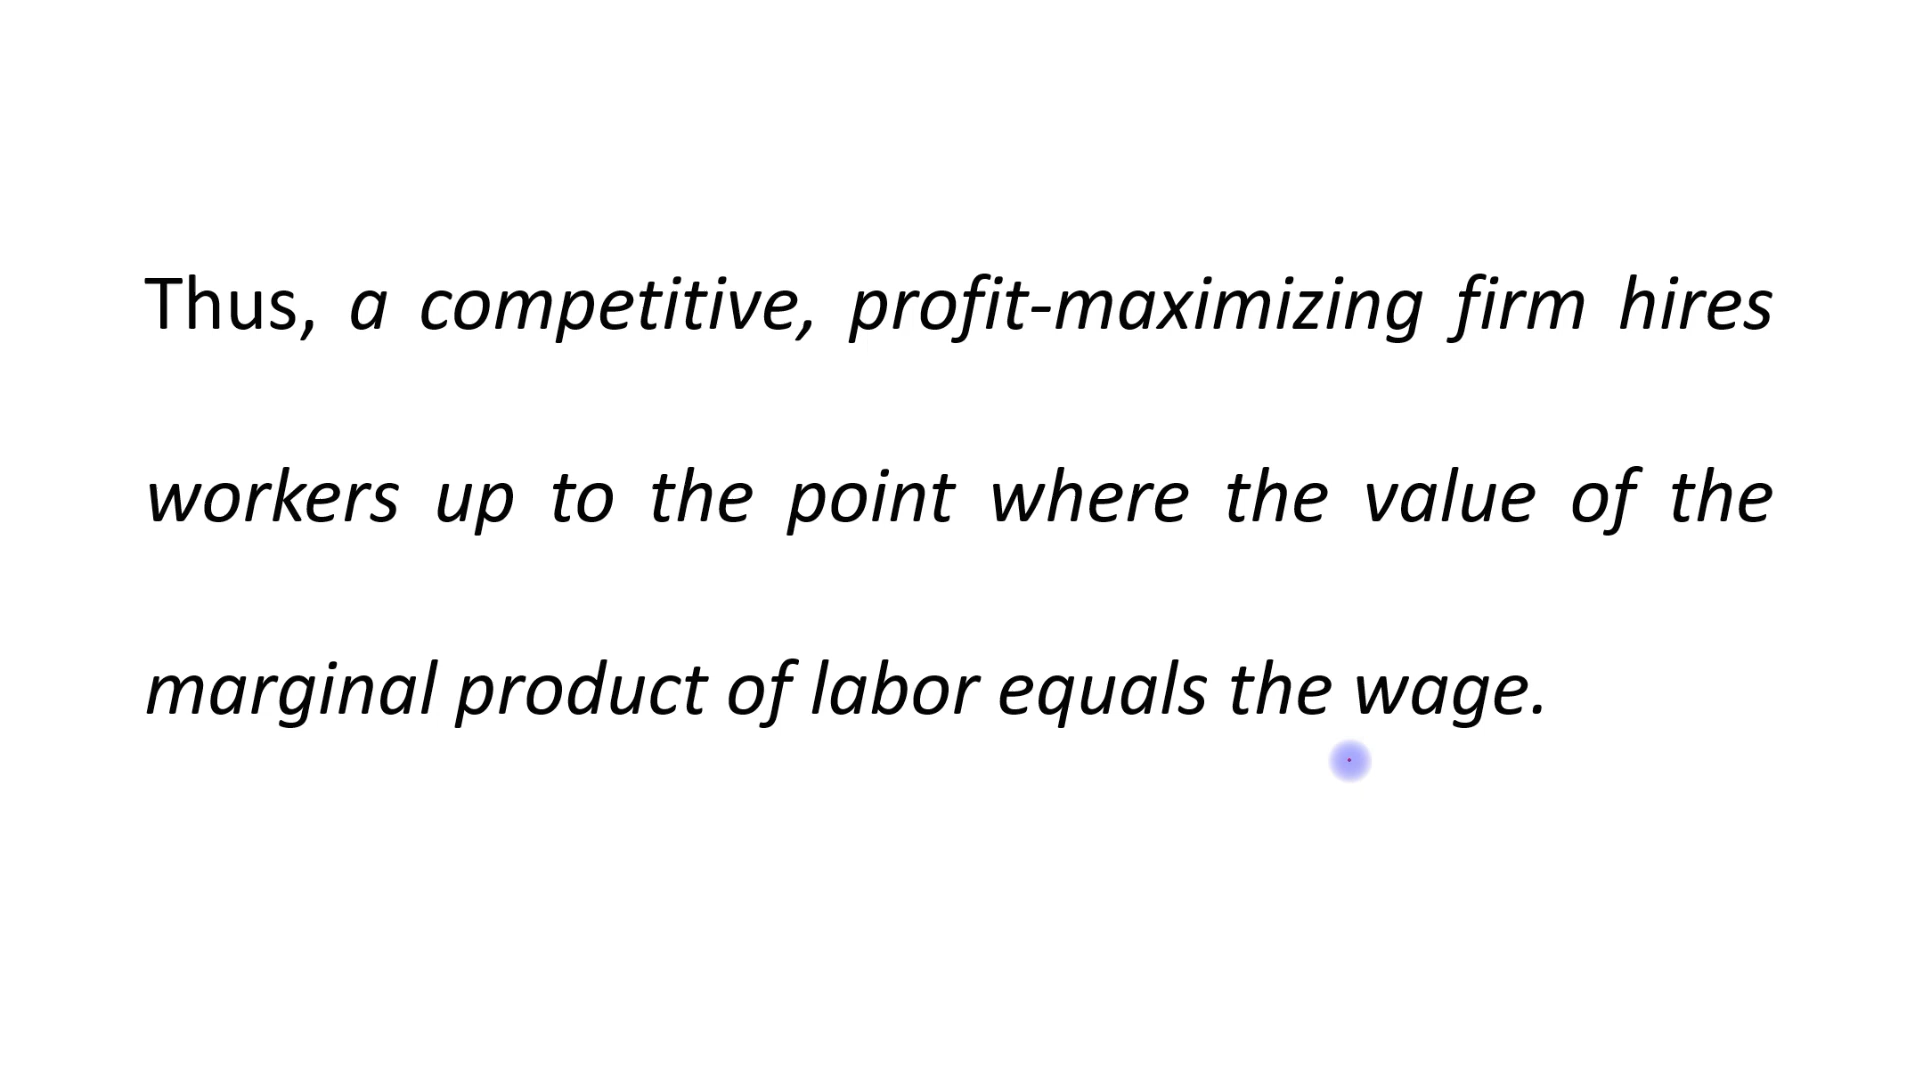 Thus, a competitive, profit-maximizing firm hires
workers up to the point where the value of the
marginal product of labor equals the wage.